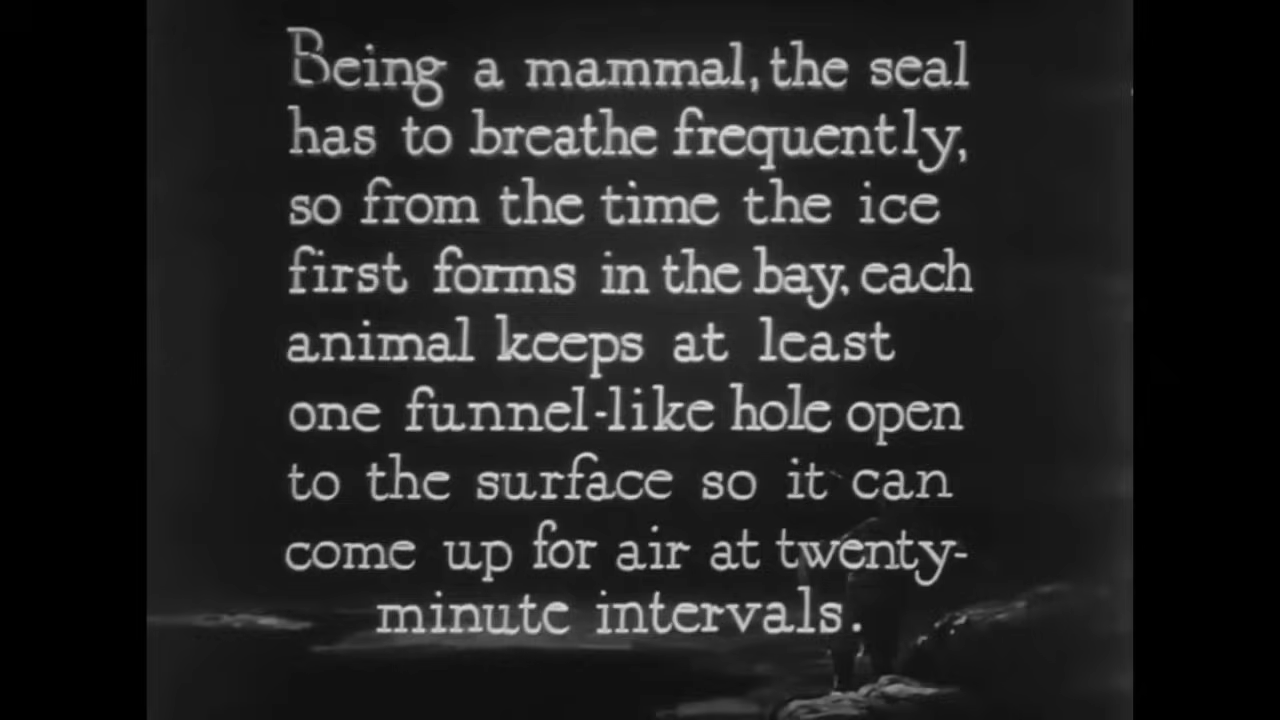 Being a mammal, the seal
has to breathe frequently,
so from the time the ice
first forms in the bay, each
animal keeps at least
one funnel-like hole open
to the surface so it can
come up for air at twenty-
minute intervals.